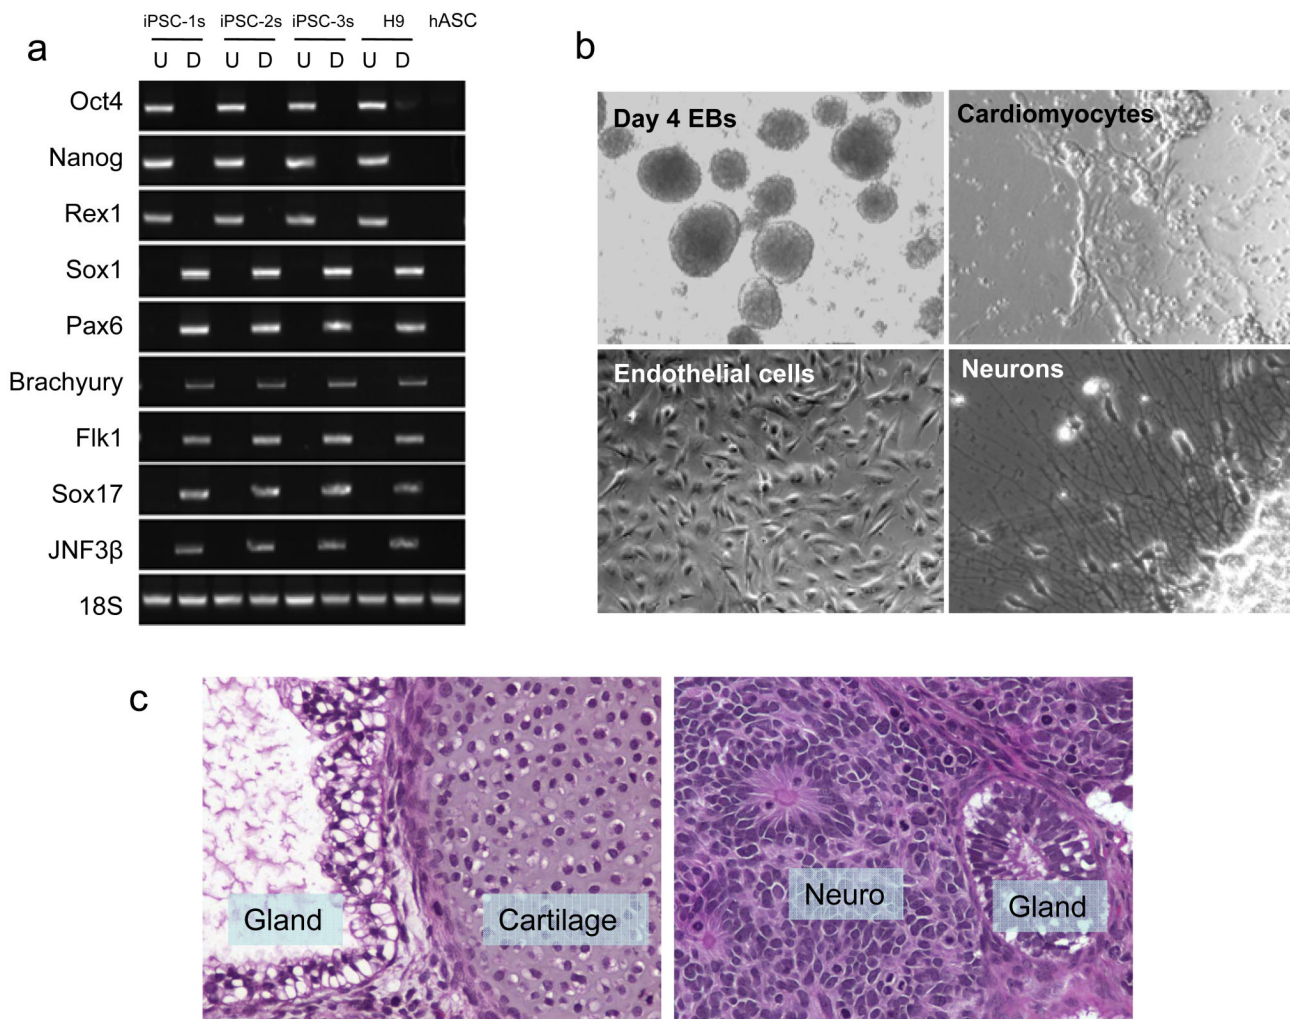 iPSC-1s iPSC-2s iPSC-3s H9 hASC
a
U D U D U D U D
Oct4
Nanog
Rex1
Sox1
Pax6
Brachyury
Flk1
Sox17
JNF3β
18S
b
Day 4 EBs
Cardiomyocytes
Endothelial cells
Neurons
c
Gland
Cartilage
Neuro
Gland